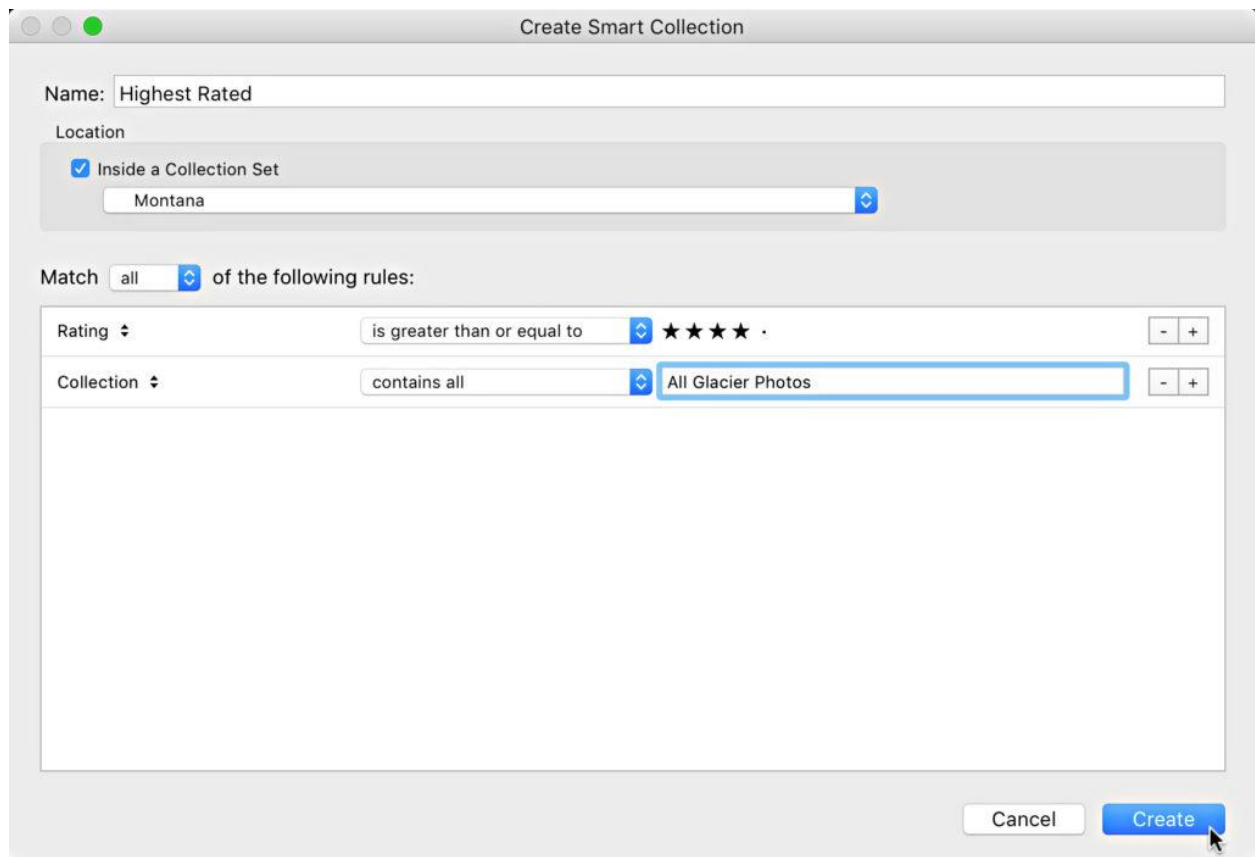 Create Smart Collection
Name: Highest Rated
Location
Inside a Collection Set
Montana
Match all of the following rules:
Rating is greater than or equal to ★★★★ · - +
Collection contains all All Glacier Photos - +
Cancel Create